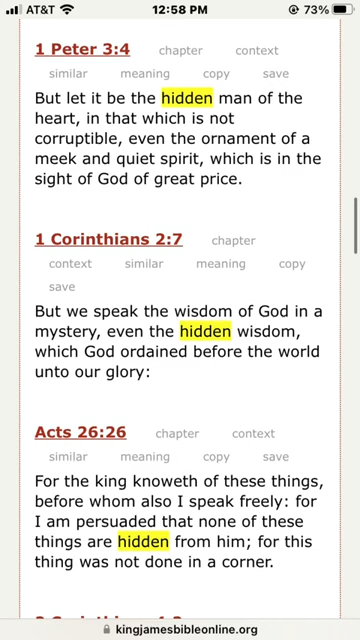 AT&T 12:58 PM 73%
1 Peter 3:4 chapter context
similar meaning copy save
But let it be the hidden man of the
heart, in that which is not
corruptible, even the ornament of a
meek and quiet spirit, which is in the
sight of God of great price.
1 Corinthians 2:7 chapter
context similar meaning copy
save
But we speak the wisdom of God in a
mystery, even the hidden wisdom,
which God ordained before the world
unto our glory:
Acts 26:26 chapter context
similar meaning copy save
For the king knoweth of these things,
before whom also I speak freely: for
I am persuaded that none of these
things are hidden from him; for this
thing was not done in a corner.
kingjamesbibleonline.org